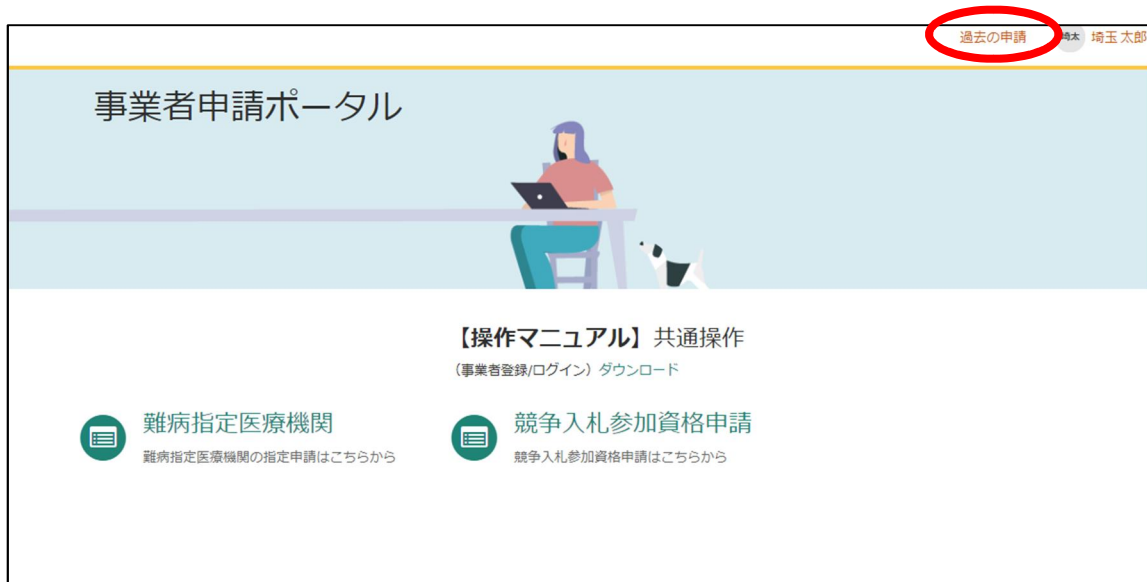 過去の申請
埼太 埼玉 太郎
事業者申請ポータル
【操作マニュアル】共通操作
（事業者登録/ログイン）ダウンロード
難病指定医療機関
難病指定医療機関の指定申請はこちらから
競争入札参加資格申請
競争入札参加資格申請はこちらから